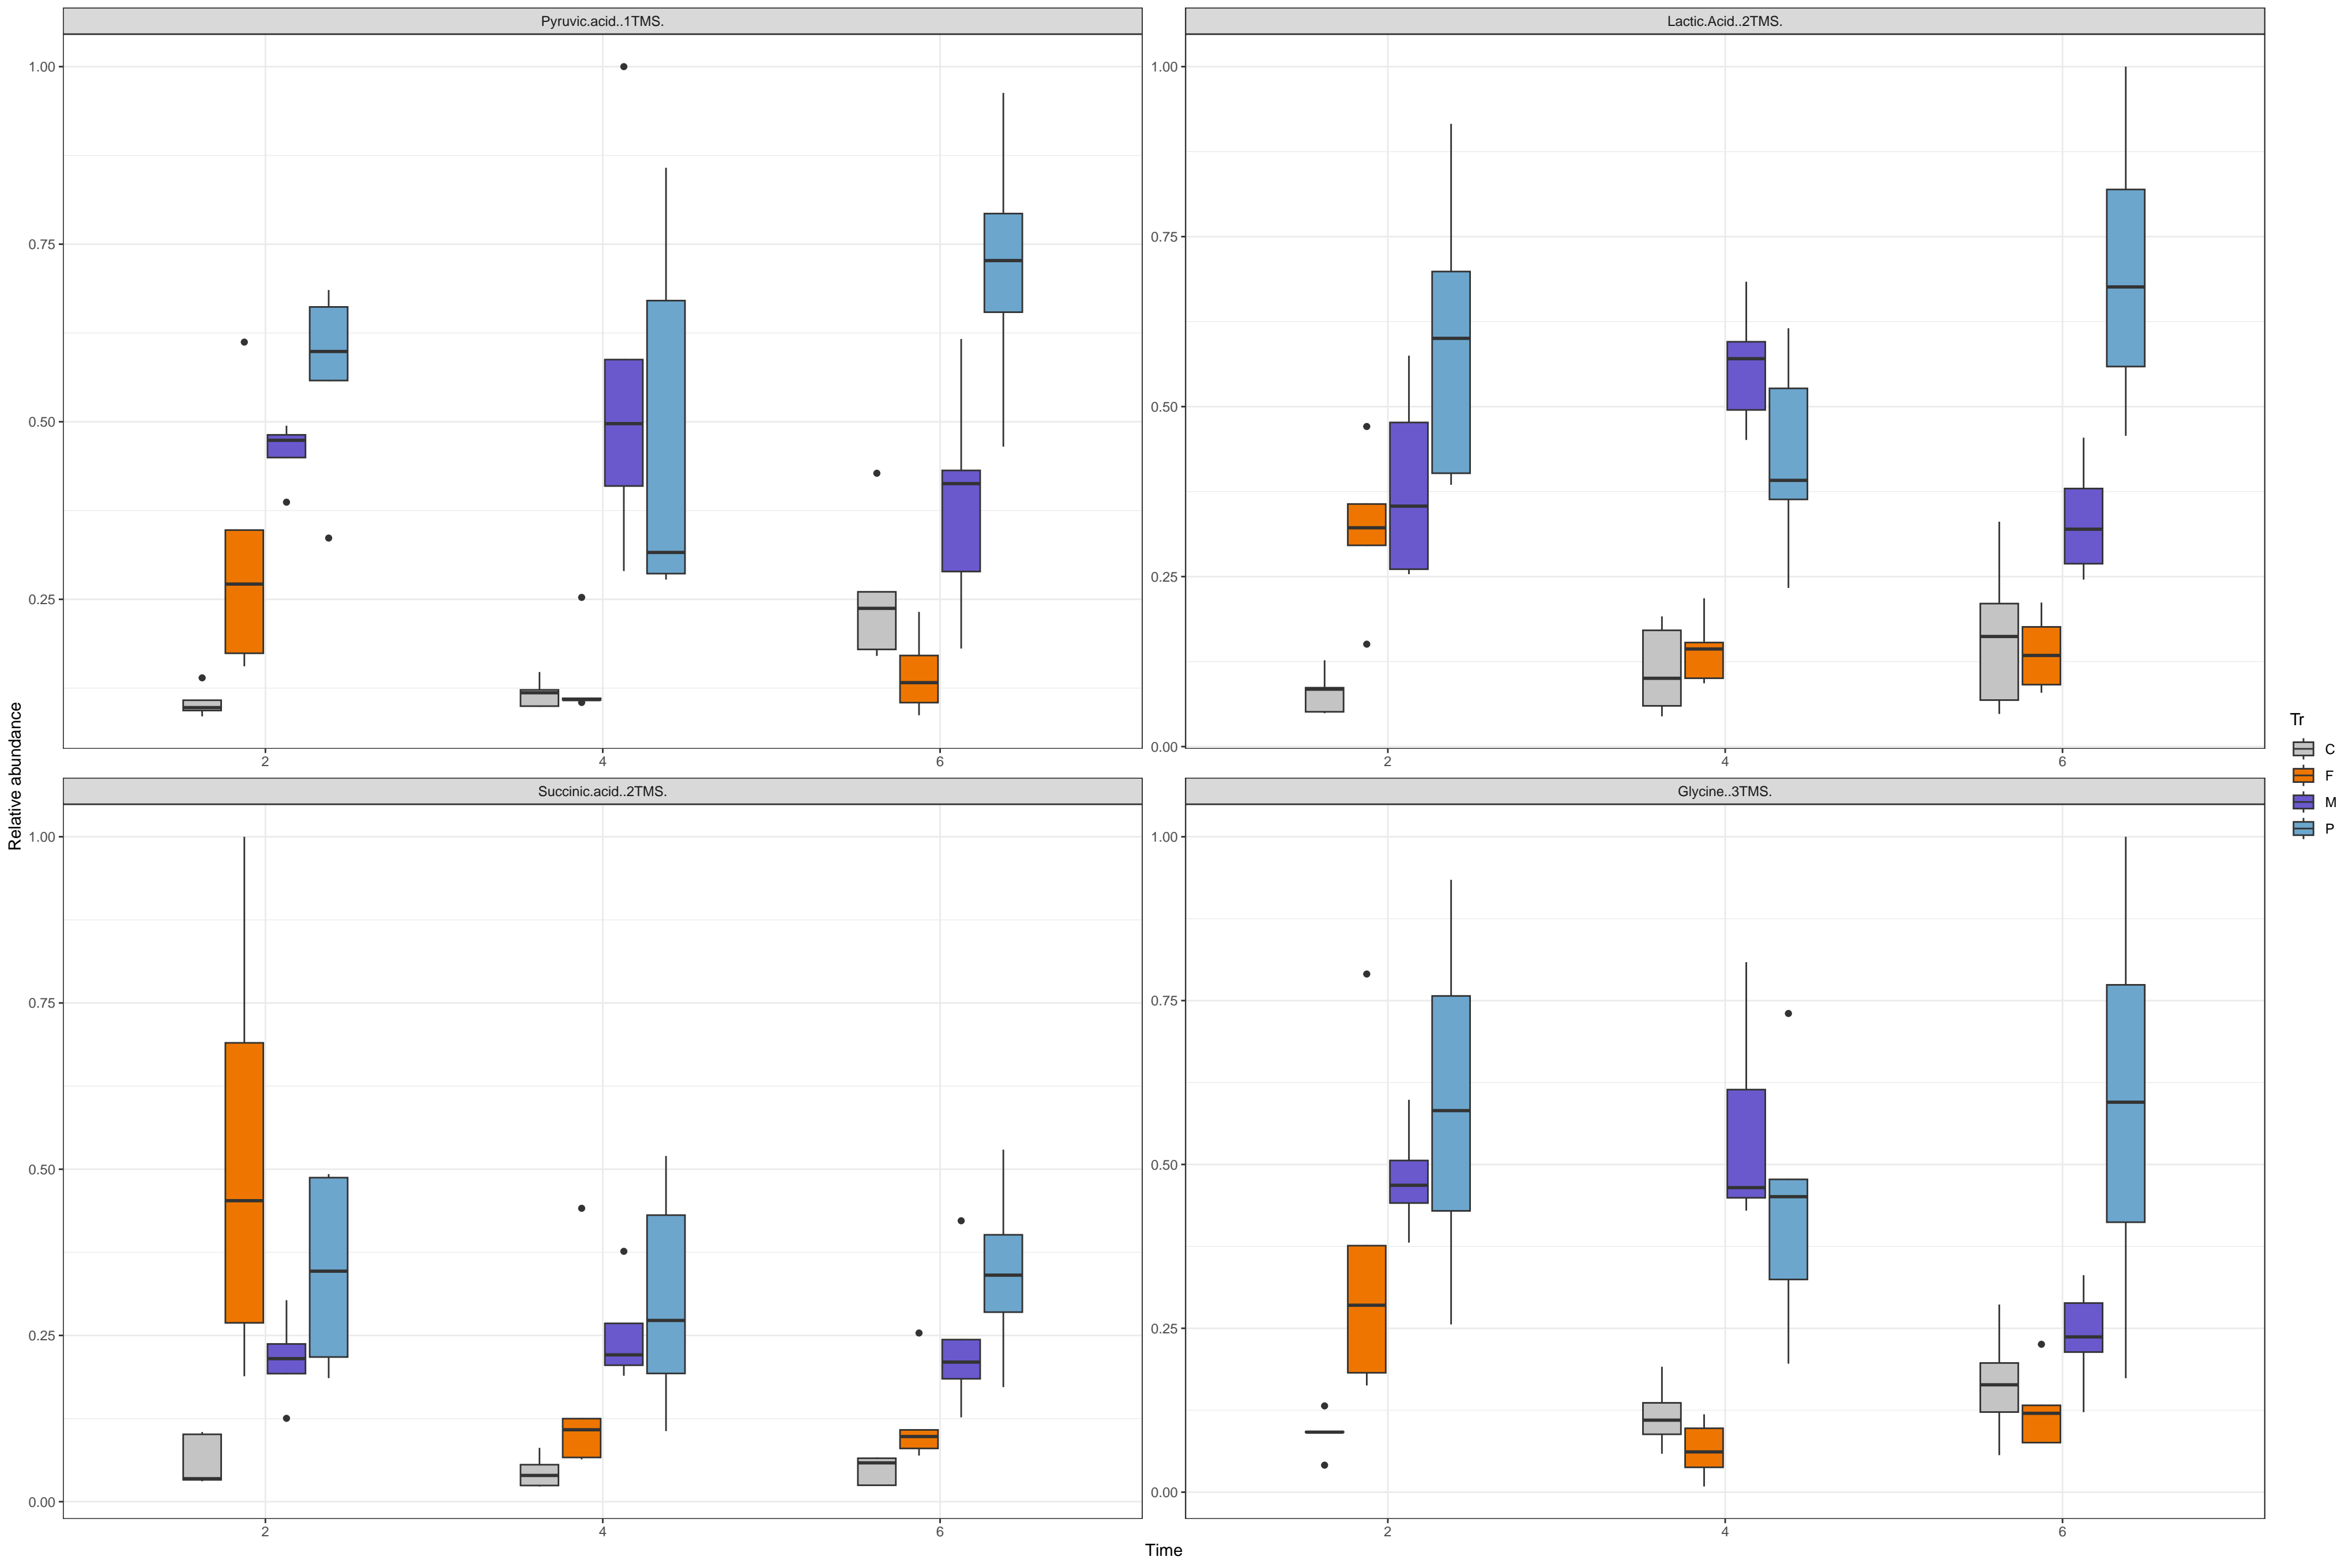 Pyruvic.acid..1TMS.
Lactic.Acid..2TMS.
1.00
0.75
0.50
0.25
2
4
6
1.00
0.75
0.50
0.25
0.00
2
4
6
Succinic.acid..2TMS.
Glycine..3TMS.
1.00
0.75
0.50
0.25
0.00
2
4
6
1.00
0.75
0.50
0.25
0.00
2
4
6
Relative abundance
Time
Tr
C
F
M
P